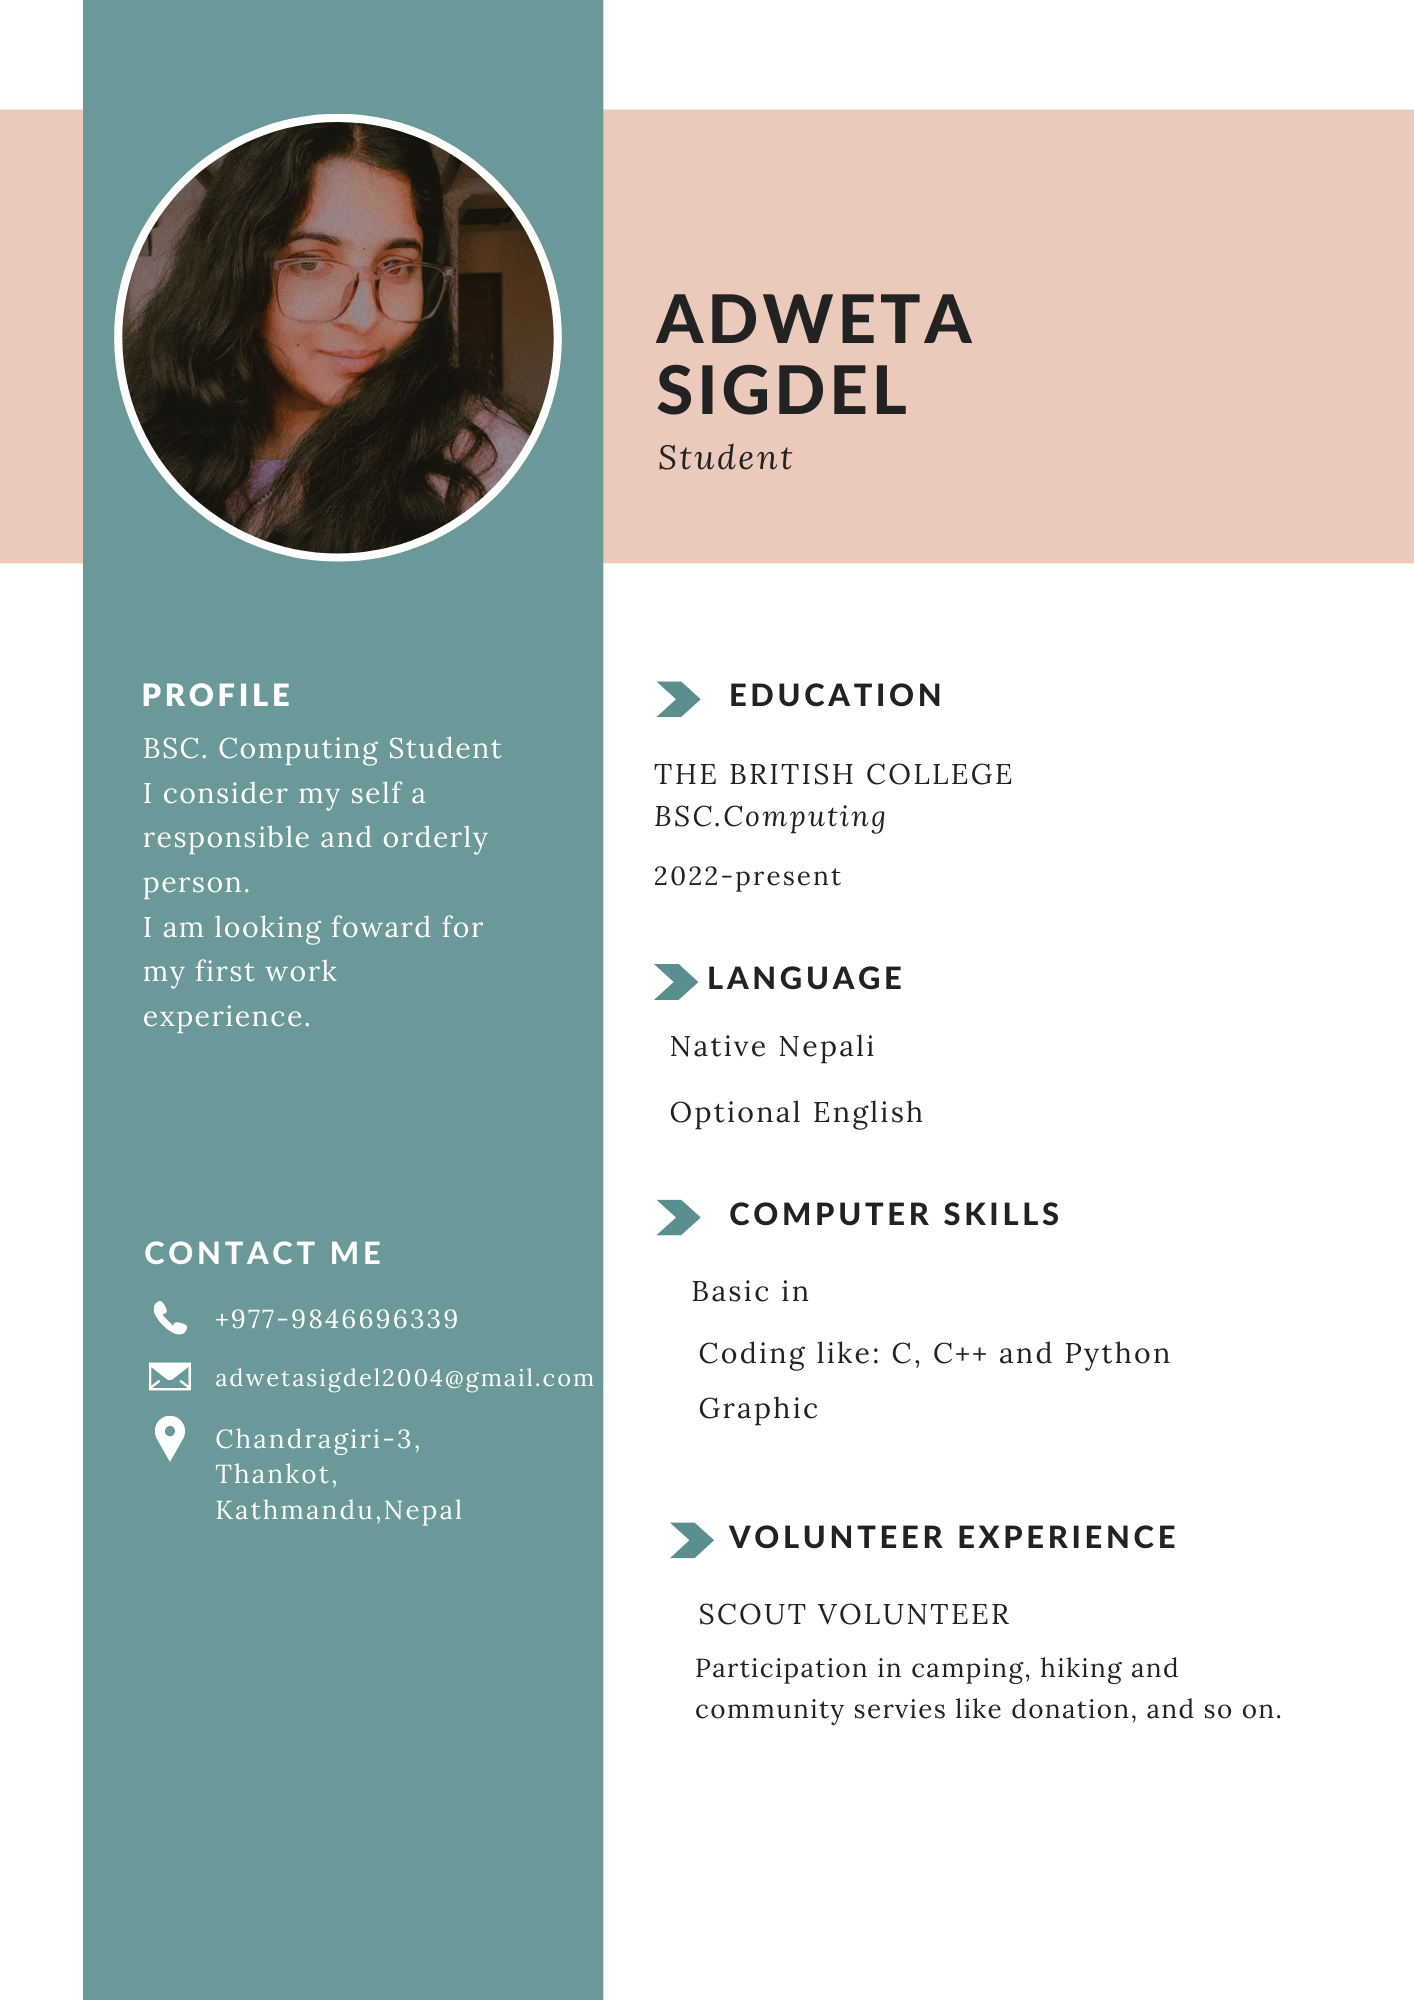 ADWETA
SIGDEL
Student
PROFILE
BSC. Computing Student
I consider my self a
responsible and orderly
person.
I am looking foward for
my first work
experience.
CONTACT ME
+977-9846696339
adwetasigdel2004@gmail.com
Chandragiri-3,
Thankot,
Kathmandu,Nepal
EDUCATION
THE BRITISH COLLEGE
BSC.Computing
2022-present
LANGUAGE
Native Nepali
Optional English
COMPUTER SKILLS
Basic in
Coding like: C, C++ and Python
Graphic
VOLUNTEER EXPERIENCE
SCOUT VOLUNTEER
Participation in camping, hiking and
community servies like donation, and so on.